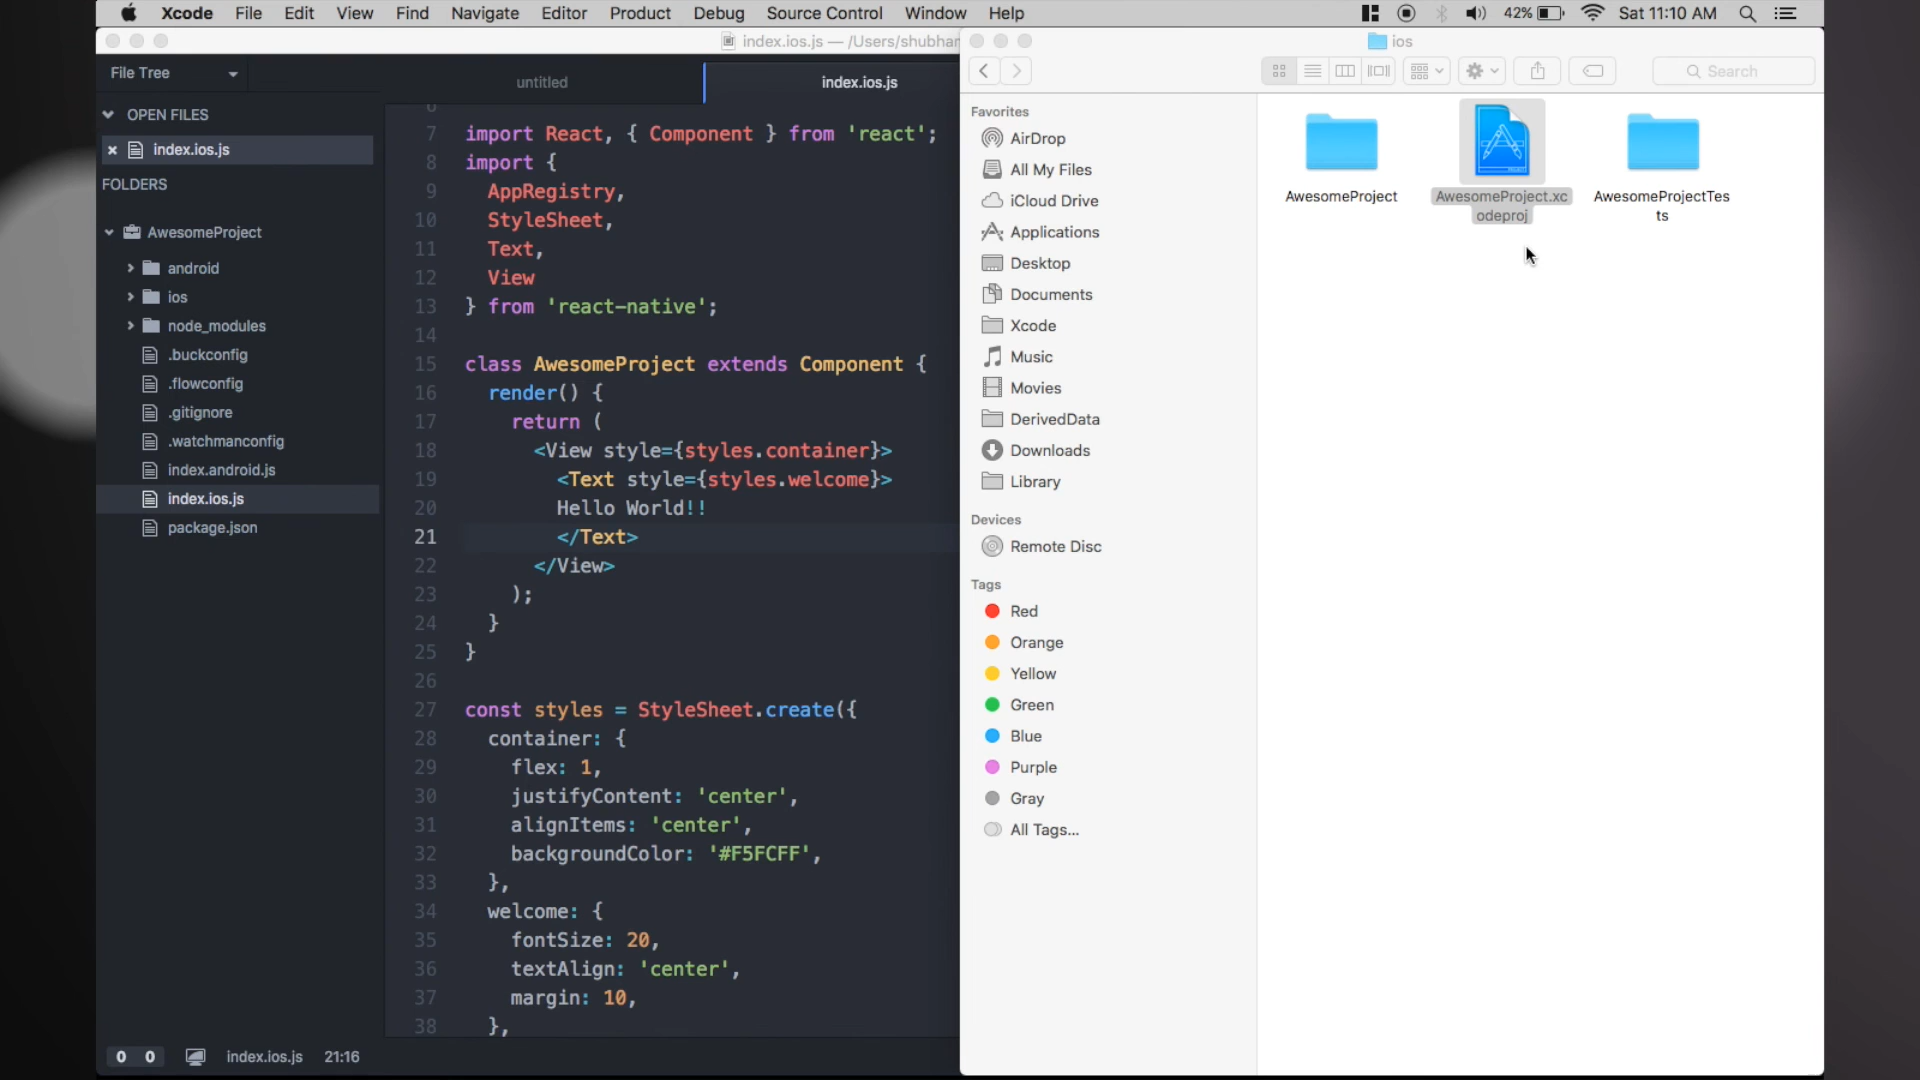 Xcode File Edit View Find Navigate Editor Product Debug Source Control Window Help 42% Sat 11:10 AM
index.ios.js — /Users/shubhan
File Tree
untitled
index.ios.js
OPEN FILES
index.ios.js
FOLDERS
AwesomeProject
android
ios
node_modules
.buckconfig
.flowconfig
.gitignore
.watchmanconfig
index.android.js
index.ios.js
package.json
7 import React, { Component } from 'react';
8 import {
9 AppRegistry,
10 StyleSheet,
11 Text,
12 View
13 } from 'react-native';
14
15 class AwesomeProject extends Component {
16 render() {
17 return (
18 <View style={styles.container}>
19 <Text style={styles.welcome}>
20 Hello World!!
21 </Text>
22 </View>
23 );
24 }
25 }
26
27 const styles = StyleSheet.create({
28 container: {
29 flex: 1,
30 justifyContent: 'center',
31 alignItems: 'center',
32 backgroundColor: '#F5FCFF',
33 },
34 welcome: {
35 fontSize: 20,
36 textAlign: 'center',
37 margin: 10,
38 },
0 0 index.ios.js 21:16
ios
Search
Favorites
AirDrop
All My Files
iCloud Drive
Applications
Desktop
Documents
Xcode
Music
Movies
DerivedData
Downloads
Library
Devices
Remote Disc
Tags
Red
Orange
Yellow
Green
Blue
Purple
Gray
All Tags...
AwesomeProject
AwesomeProject.xc
odeproj
AwesomeProjectTes
ts